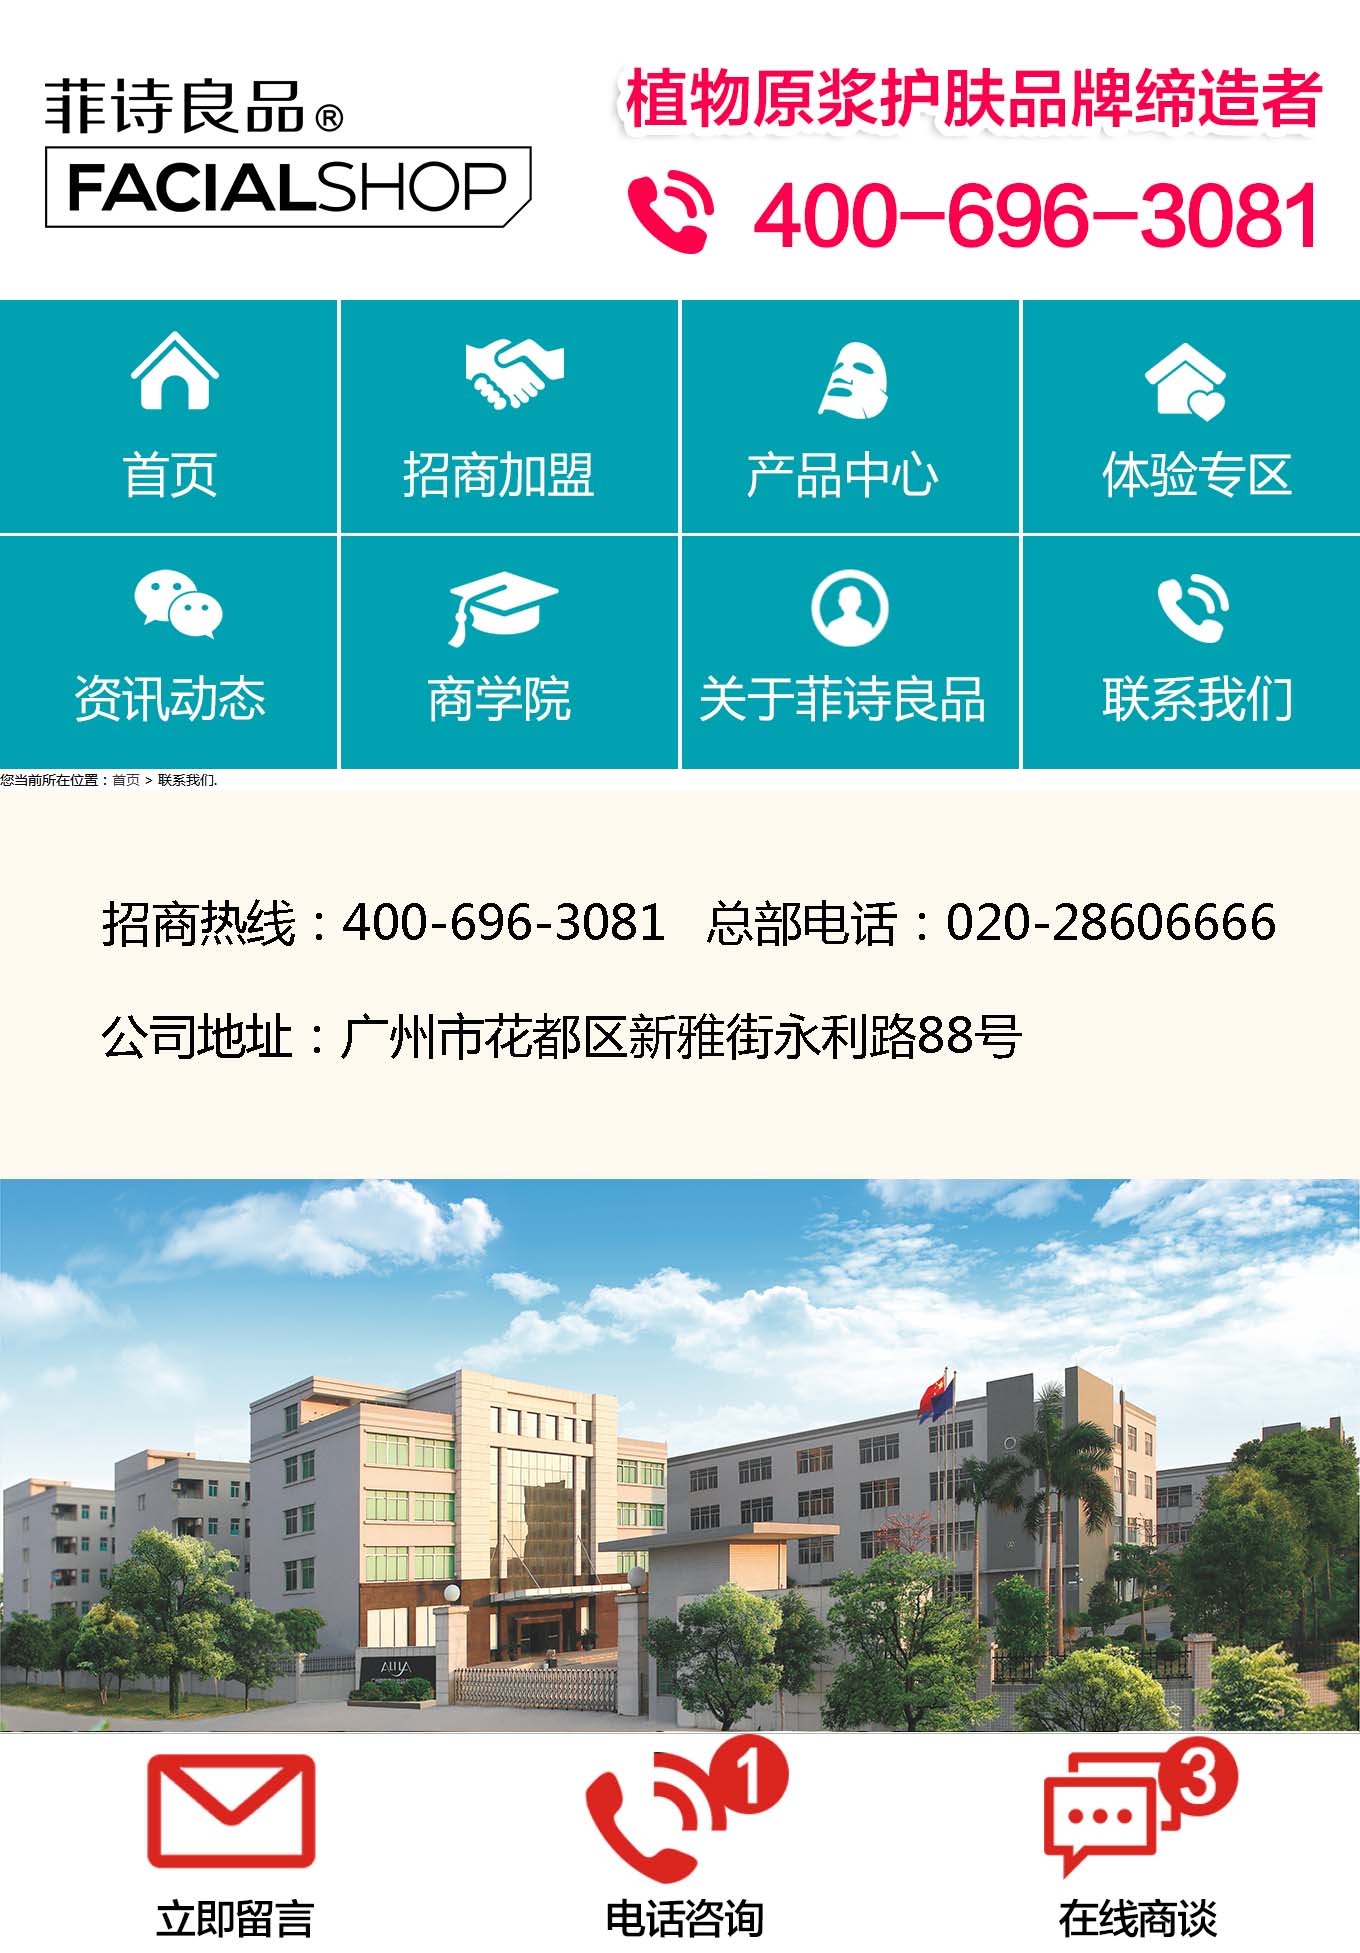 菲诗良品®
FACIALSHOP
植物原浆护肤品牌缔造者
400-696-3081
首页
招商加盟
产品中心
体验专区
资讯动态
商学院
关于菲诗良品
联系我们
您当前所在位置：首页 > 联系我们.
招商热线：400-696-3081 总部电话：020-28606666
公司地址：广州市花都区新雅街永利路88号
1
3
立即留言
电话咨询
在线商谈